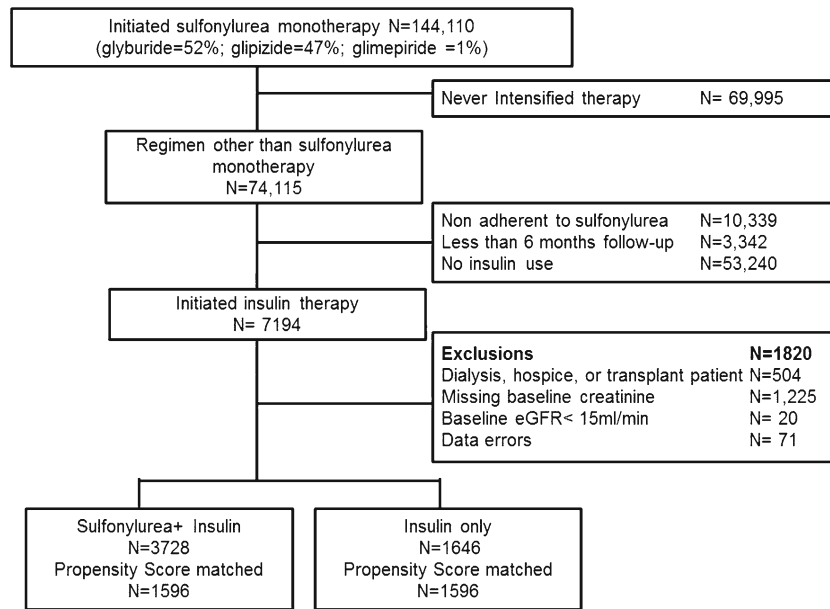 Initiated sulfonylurea monotherapy N=144,110
(glyburide=52%; glipizide=47%; glimepiride =1%)
Never Intensified therapy N= 69,995
Regimen other than sulfonylurea
monotherapy
N=74,115
Non adherent to sulfonylurea N=10,339
Less than 6 months follow-up N=3,342
No insulin use N=53,240
Initiated insulin therapy
N= 7194
Exclusions N=1820
Dialysis, hospice, or transplant patient N=504
Missing baseline creatinine N=1,225
Baseline eGFR< 15ml/min N= 20
Data errors N= 71
Sulfonylurea+ Insulin
N=3728
Propensity Score matched
N=1596
Insulin only
N=1646
Propensity Score matched
N=1596